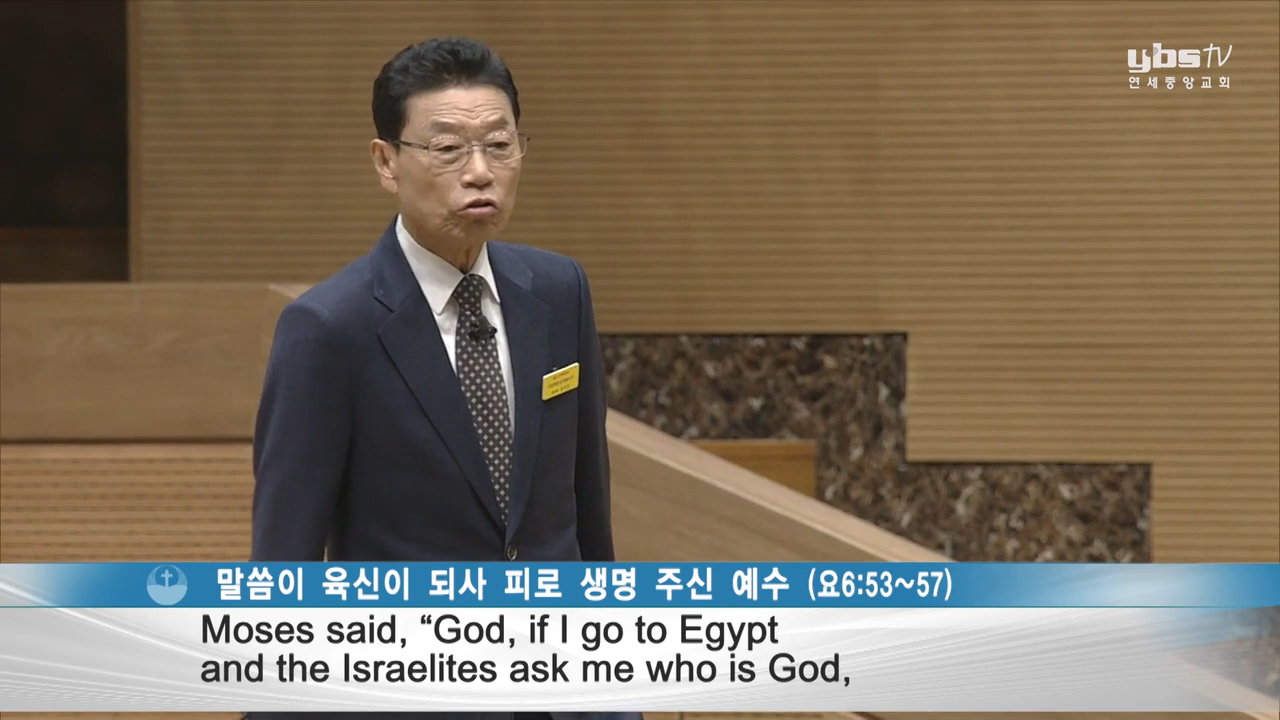 ybs TV
연세중앙교회
말씀이 육신이 되사 피로 생명 주신 예수 (요6:53~57)
Moses said, “God, if I go to Egypt
and the Israelites ask me who is God,